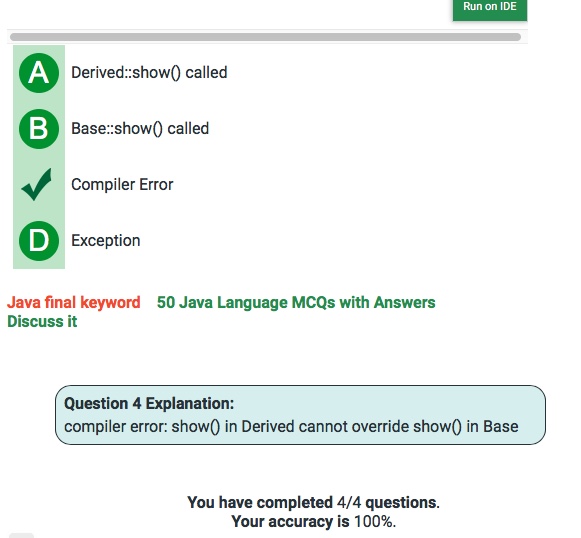 Run on IDE
A Derived::show() called
B Base::show() called
Compiler Error
D Exception
Java final keyword 50 Java Language MCQs with Answers
Discuss it
Question 4 Explanation:
compiler error: show() in Derived cannot override show() in Base
You have completed 4/4 questions.
Your accuracy is 100%.